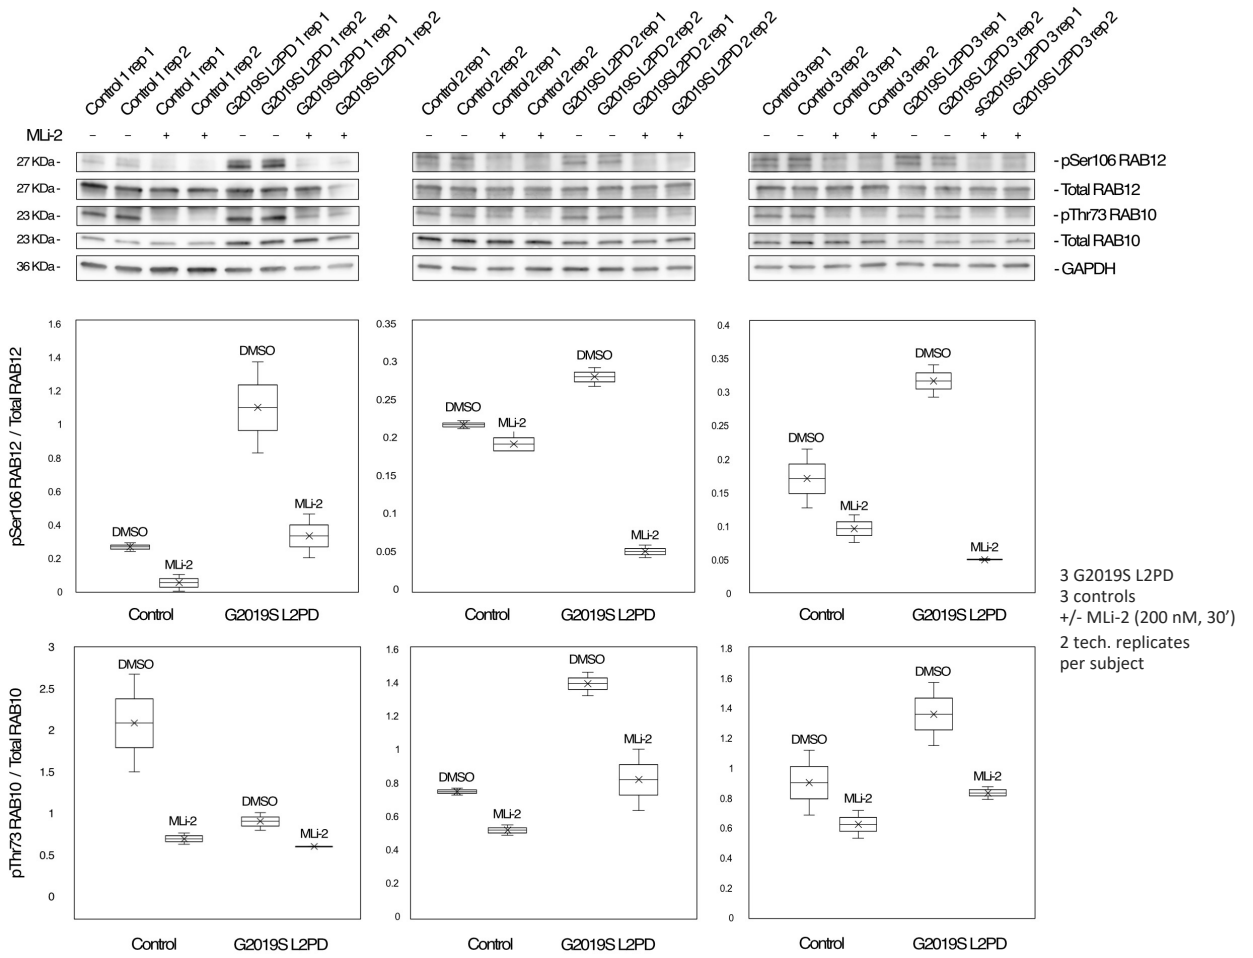 Control 1 rep 1
Control 1 rep 2
Control 1 rep 1
Control 1 rep 2
G2019S L2PD 1 rep 1
G2019S L2PD 1 rep 2
G2019S L2PD 1 rep 1
G2019S L2PD 1 rep 2
Control 2 rep 1
Control 2 rep 2
Control 2 rep 1
Control 2 rep 2
G2019S L2PD 2 rep 1
G2019S L2PD 2 rep 2
G2019S L2PD 2 rep 1
G2019S L2PD 2 rep 2
Control 3 rep 1
Control 3 rep 2
Control 3 rep 1
Control 3 rep 2
G2019S L2PD 3 rep 1
G2019S L2PD 3 rep 2
sG2019S L2PD 3 rep 1
G2019S L2PD 3 rep 2
MLi-2 – – + + – – + + – – + + – – + + – – + + – – + +
27 KDa - - pSer106 RAB12
27 KDa - - Total RAB12
23 KDa - - pThr73 RAB10
23 KDa - - Total RAB10
36 KDa - - GAPDH
pSer106 RAB12 / Total RAB12
1.6
1.4
1.2
1
0.8
0.6
0.4
0.2
0
DMSO
MLi-2
DMSO
MLi-2
Control G2019S L2PD
0.35
0.3
0.25
0.2
0.15
0.1
0.05
0
DMSO
MLi-2
DMSO
MLi-2
Control G2019S L2PD
0.4
0.35
0.3
0.25
0.2
0.15
0.1
0.05
0
DMSO
MLi-2
DMSO
MLi-2
Control G2019S L2PD
3 G2019S L2PD
3 controls
+/- MLi-2 (200 nM, 30’)
2 tech. replicates
per subject
pThr73 RAB10 / Total RAB10
3
2.5
2
1.5
1
0.5
0
DMSO
MLi-2
DMSO
MLi-2
Control G2019S L2PD
1.6
1.4
1.2
1
0.8
0.6
0.4
0.2
0
DMSO
MLi-2
DMSO
MLi-2
Control G2019S L2PD
1.8
1.6
1.4
1.2
1
0.8
0.6
0.4
0.2
0
DMSO
MLi-2
DMSO
MLi-2
Control G2019S L2PD